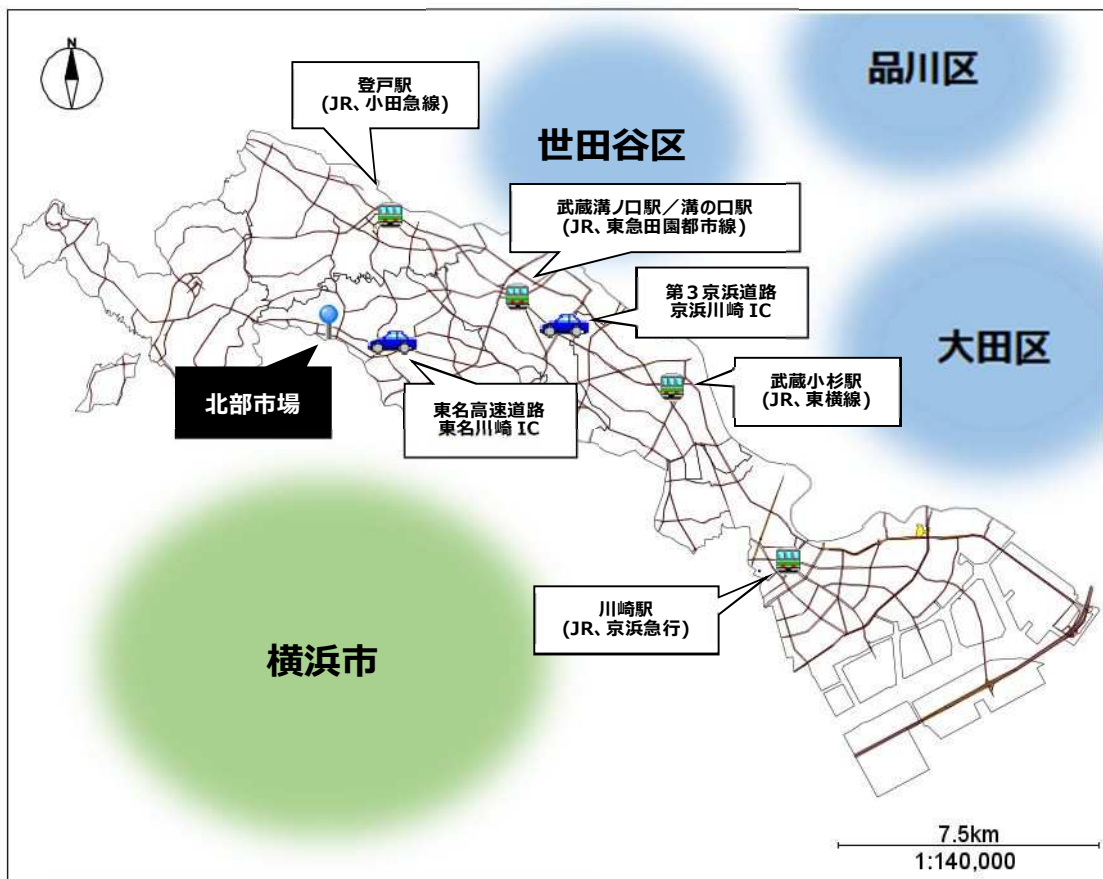 N
品川区
登戸駅
(JR、小田急線)
世田谷区
武蔵溝ノ口駅／溝の口駅
(JR、東急田園都市線)
第３京浜道路
京浜川崎 IC
大田区
武蔵小杉駅
(JR、東横線)
北部市場
東名高速道路
東名川崎 IC
川崎駅
(JR、京浜急行)
横浜市
7.5km
1:140,000